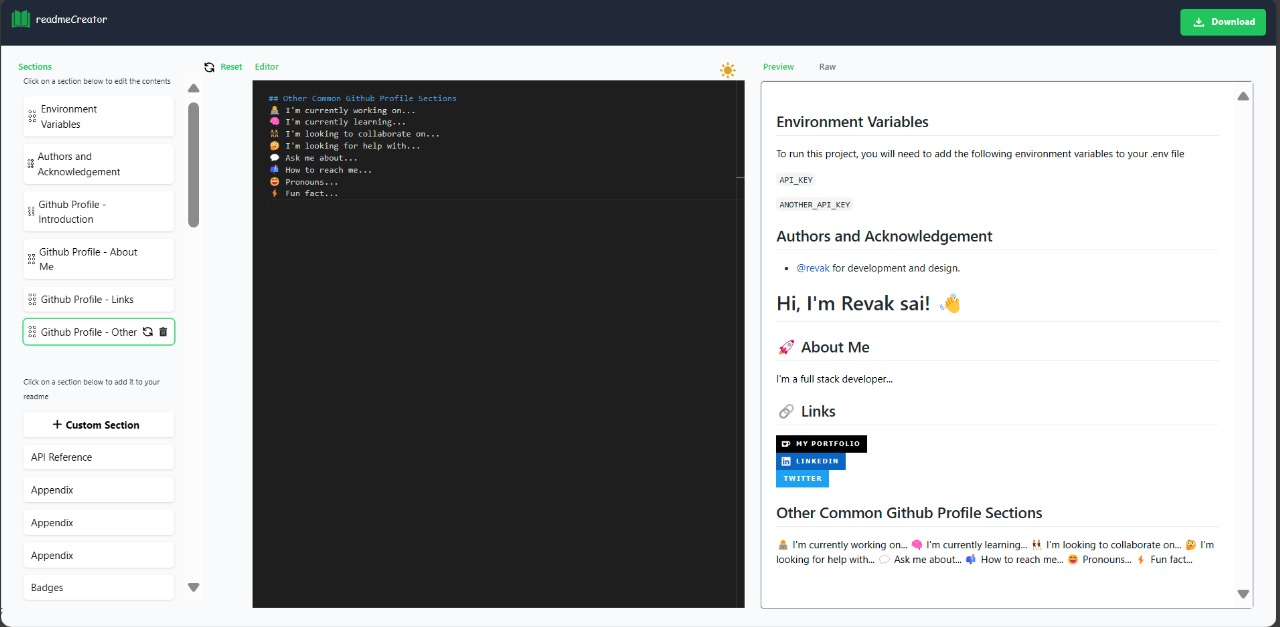 readmeCreator
Download
Sections
Reset
Editor
Preview
Raw
Click on a section below to edit the contents
Environment
Variables
Authors and
Acknowledgement
Github Profile -
Introduction
Github Profile - About
Me
Github Profile - Links
Github Profile - Other
Click on a section below to add it to your
readme
+ Custom Section
API Reference
Appendix
Appendix
Appendix
Badges
## Other Common Github Profile Sections
👩‍💻 I'm currently working on...
🧠 I'm currently learning...
👯‍♀️ I'm looking to collaborate on...
🤔 I'm looking for help with...
💬 Ask me about...
📫 How to reach me...
😄 Pronouns...
⚡️ Fun fact...
Environment Variables
To run this project, you will need to add the following environment variables to your .env file
API_KEY
ANOTHER_API_KEY
Authors and Acknowledgement
• @revak for development and design.
Hi, I'm Revak sai! 👋
🚀 About Me
I'm a full stack developer...
🔗 Links
MY PORTFOLIO
LINKEDIN
TWITTER
Other Common Github Profile Sections
👩‍💻 I'm currently working on... 🧠 I'm currently learning... 👯‍♀️ I'm looking to collaborate on... 🤔 I'm
looking for help with... 💬 Ask me about... 📫 How to reach me... 😄 Pronouns... ⚡️ Fun fact...